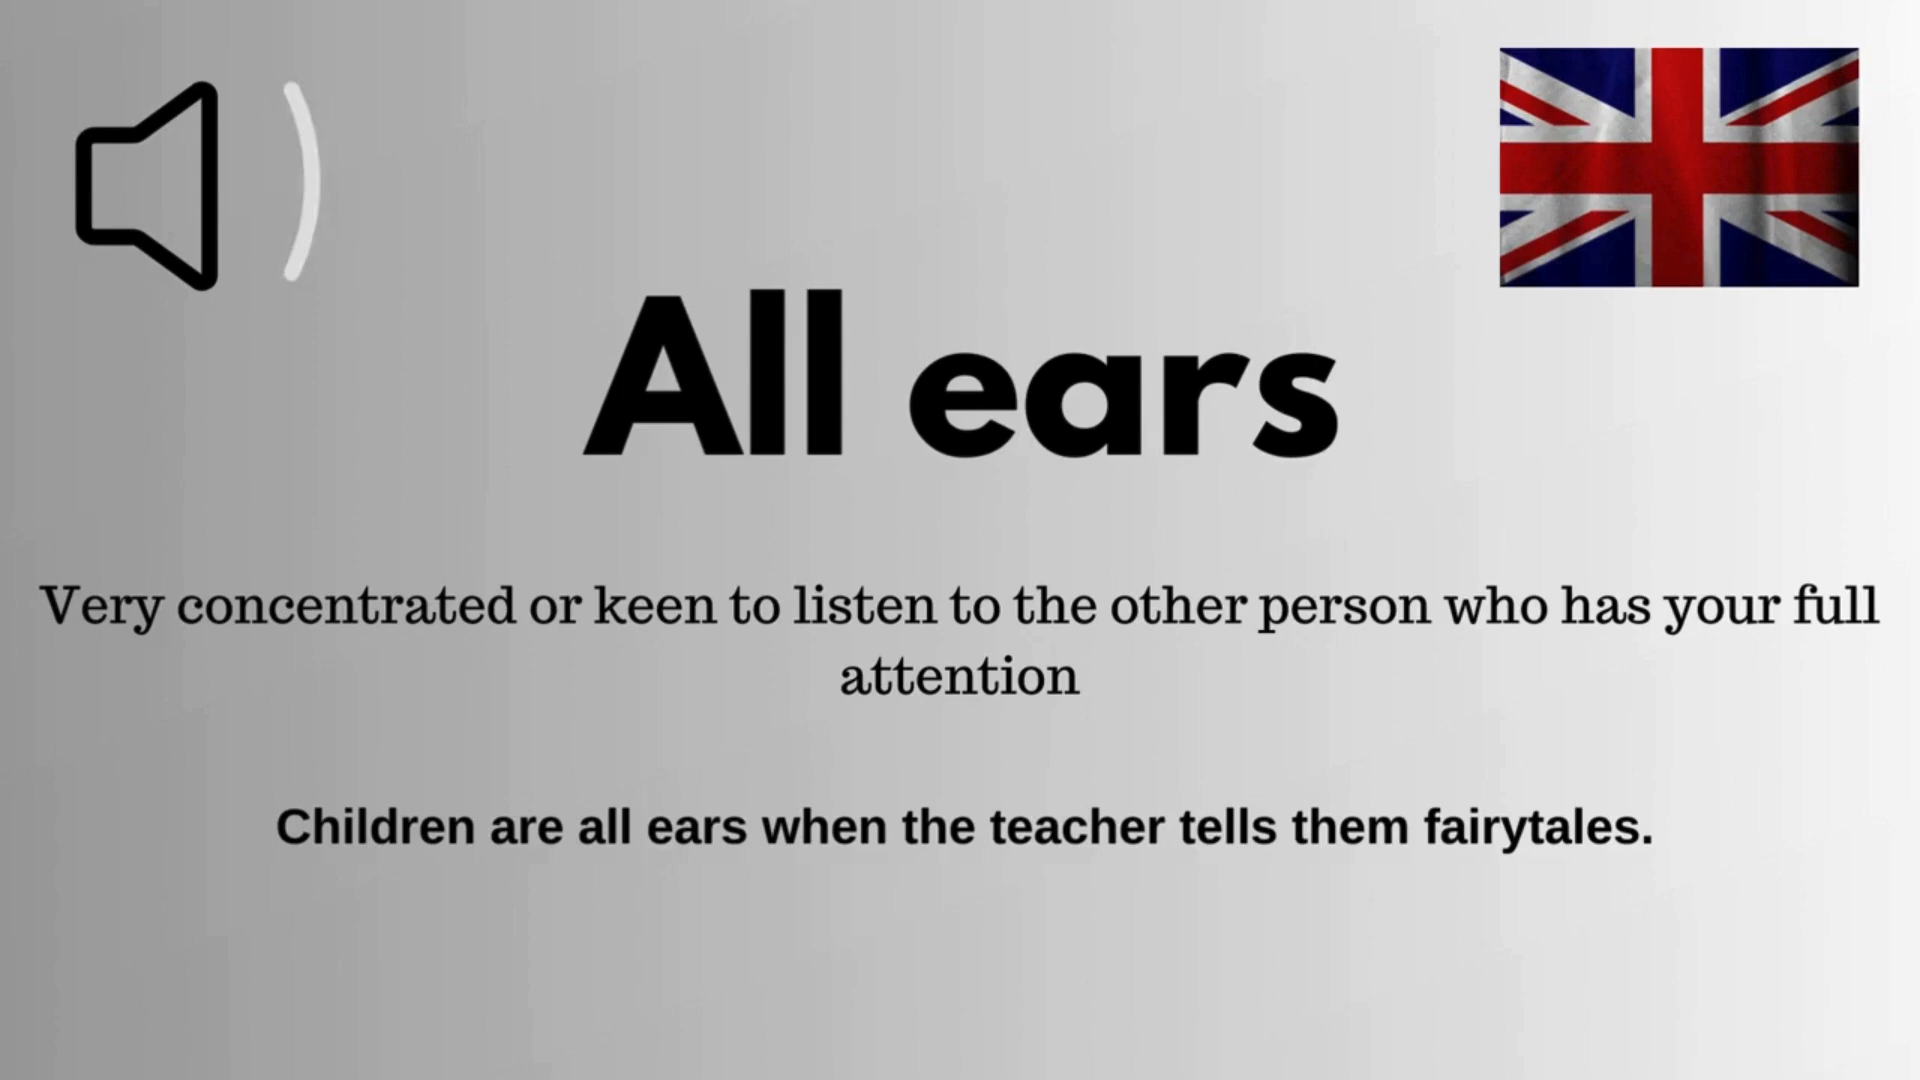 All ears
Very concentrated or keen to listen to the other person who has your full
attention
Children are all ears when the teacher tells them fairytales.